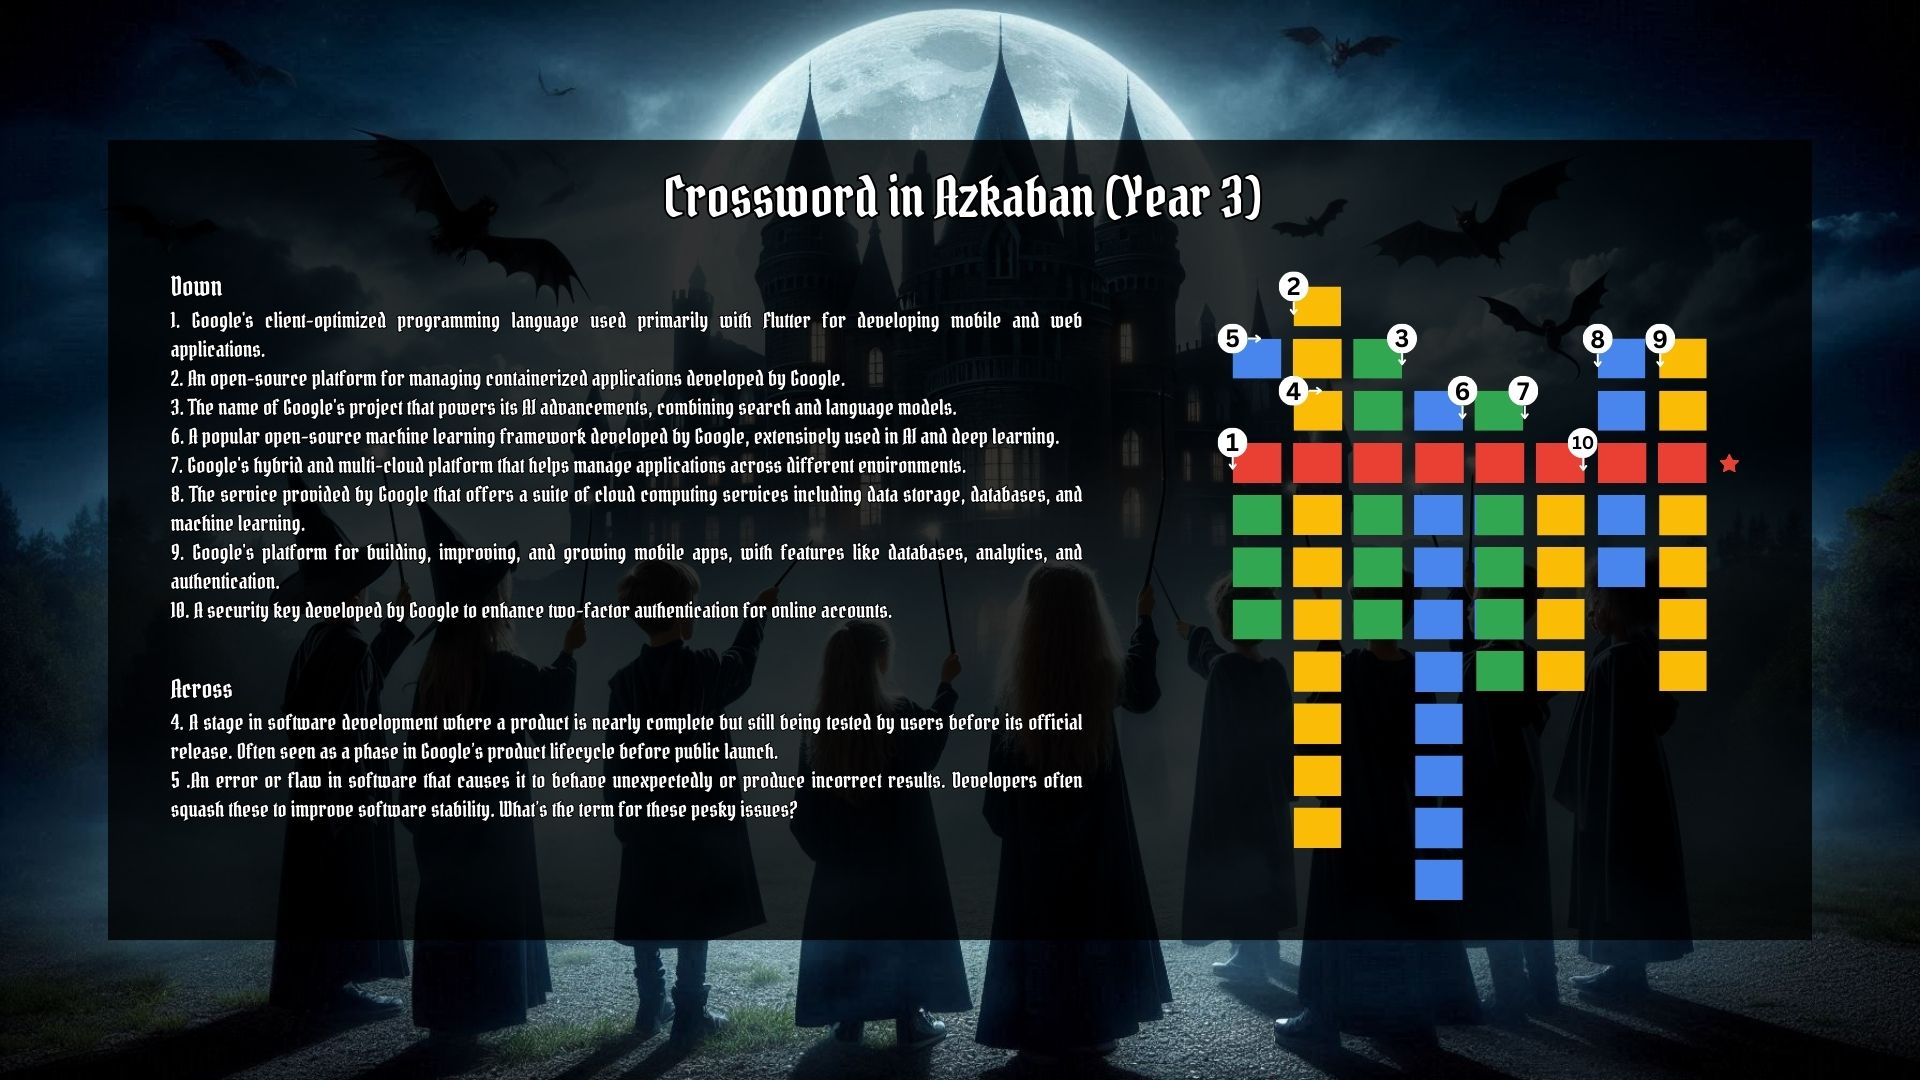 Crossword in Azkaban (Year 3)
Down
1. Google's client-optimized programming language used primarily with Flutter for developing mobile and web
applications.
2. An open-source platform for managing containerized applications developed by Google.
3. The name of Google's project that powers its AI advancements, combining search and language models.
6. A popular open-source machine learning framework developed by Google, extensively used in AI and deep learning.
7. Google's hybrid and multi-cloud platform that helps manage applications across different environments.
8. The service provided by Google that offers a suite of cloud computing services including data storage, databases, and
machine learning.
9. Google's platform for building, improving, and growing mobile apps, with features like databases, analytics, and
authentication.
10. A security key developed by Google to enhance two-factor authentication for online accounts.
Across
4. A stage in software development where a product is nearly complete but still being tested by users before its official
release. Often seen as a phase in Google's product lifecycle before public launch.
5 .An error or flaw in software that causes it to behave unexpectedly or produce incorrect results. Developers often
squash these to improve software stability. What's the term for these pesky issues?
2
5 3 8 9
4 6 7
1 10